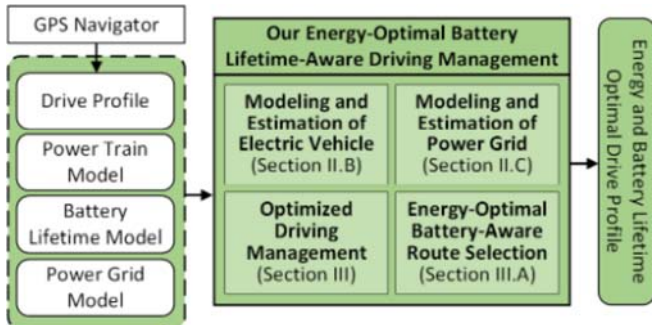 GPS Navigator
Drive Profile
Power Train
Model
Battery
Lifetime Model
Power Grid
Model
Our Energy-Optimal Battery
Lifetime-Aware Driving Management
Modeling and
Estimation of
Electric Vehicle
(Section II.B)
Modeling and
Estimation of
Power Grid
(Section II.C)
Optimized
Driving
Management
(Section III)
Energy-Optimal
Battery-Aware
Route Selection
(Section III.A)
Energy and Battery Lifetime
Optimal Drive Profile